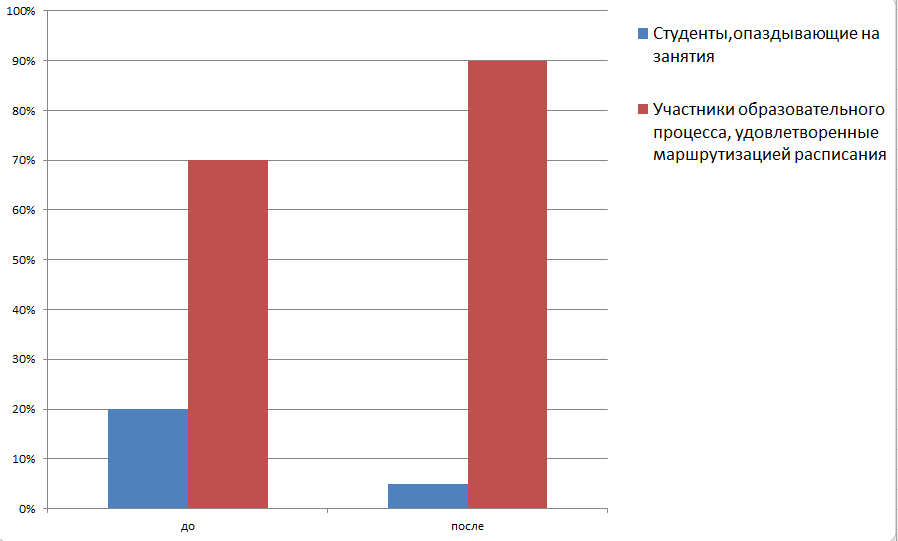 100%
90%
80%
70%
60%
50%
40%
30%
20%
10%
0%
до
после
Студенты,опаздывающие на
занятия
Участники образовательного
процесса, удовлетворенные
маршрутизацией расписания